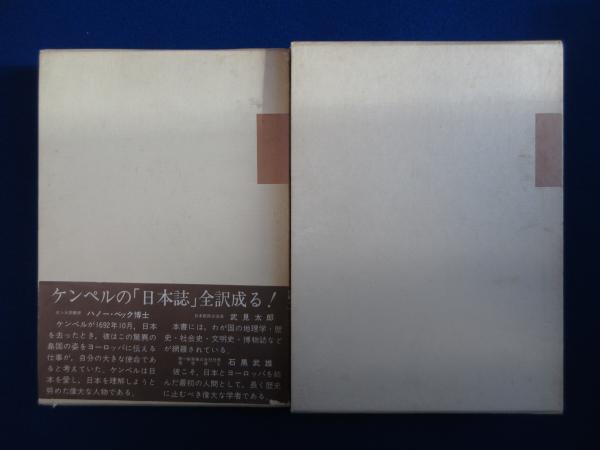 ケンペルの「日本誌」全訳成る!
ハノー・ベック博士
ケンペルが1692年10月,日本
を去ったとき,彼はこの驚異の
島国の姿をヨーロッパに伝える
仕事が,自分の大きな使命であ
ると考えていた。ケンペルは日
本を愛し,日本を理解しようと
努めた偉大な人物である。
武見太郎
本書には,わが国の地理学・歴
史・社会史・文明史・博物誌など
が網羅されている。
石黒武雄
彼こそ,日本とヨーロッパを結
んだ最初の人間として,長く歴史
に止むべき偉大な学者である。